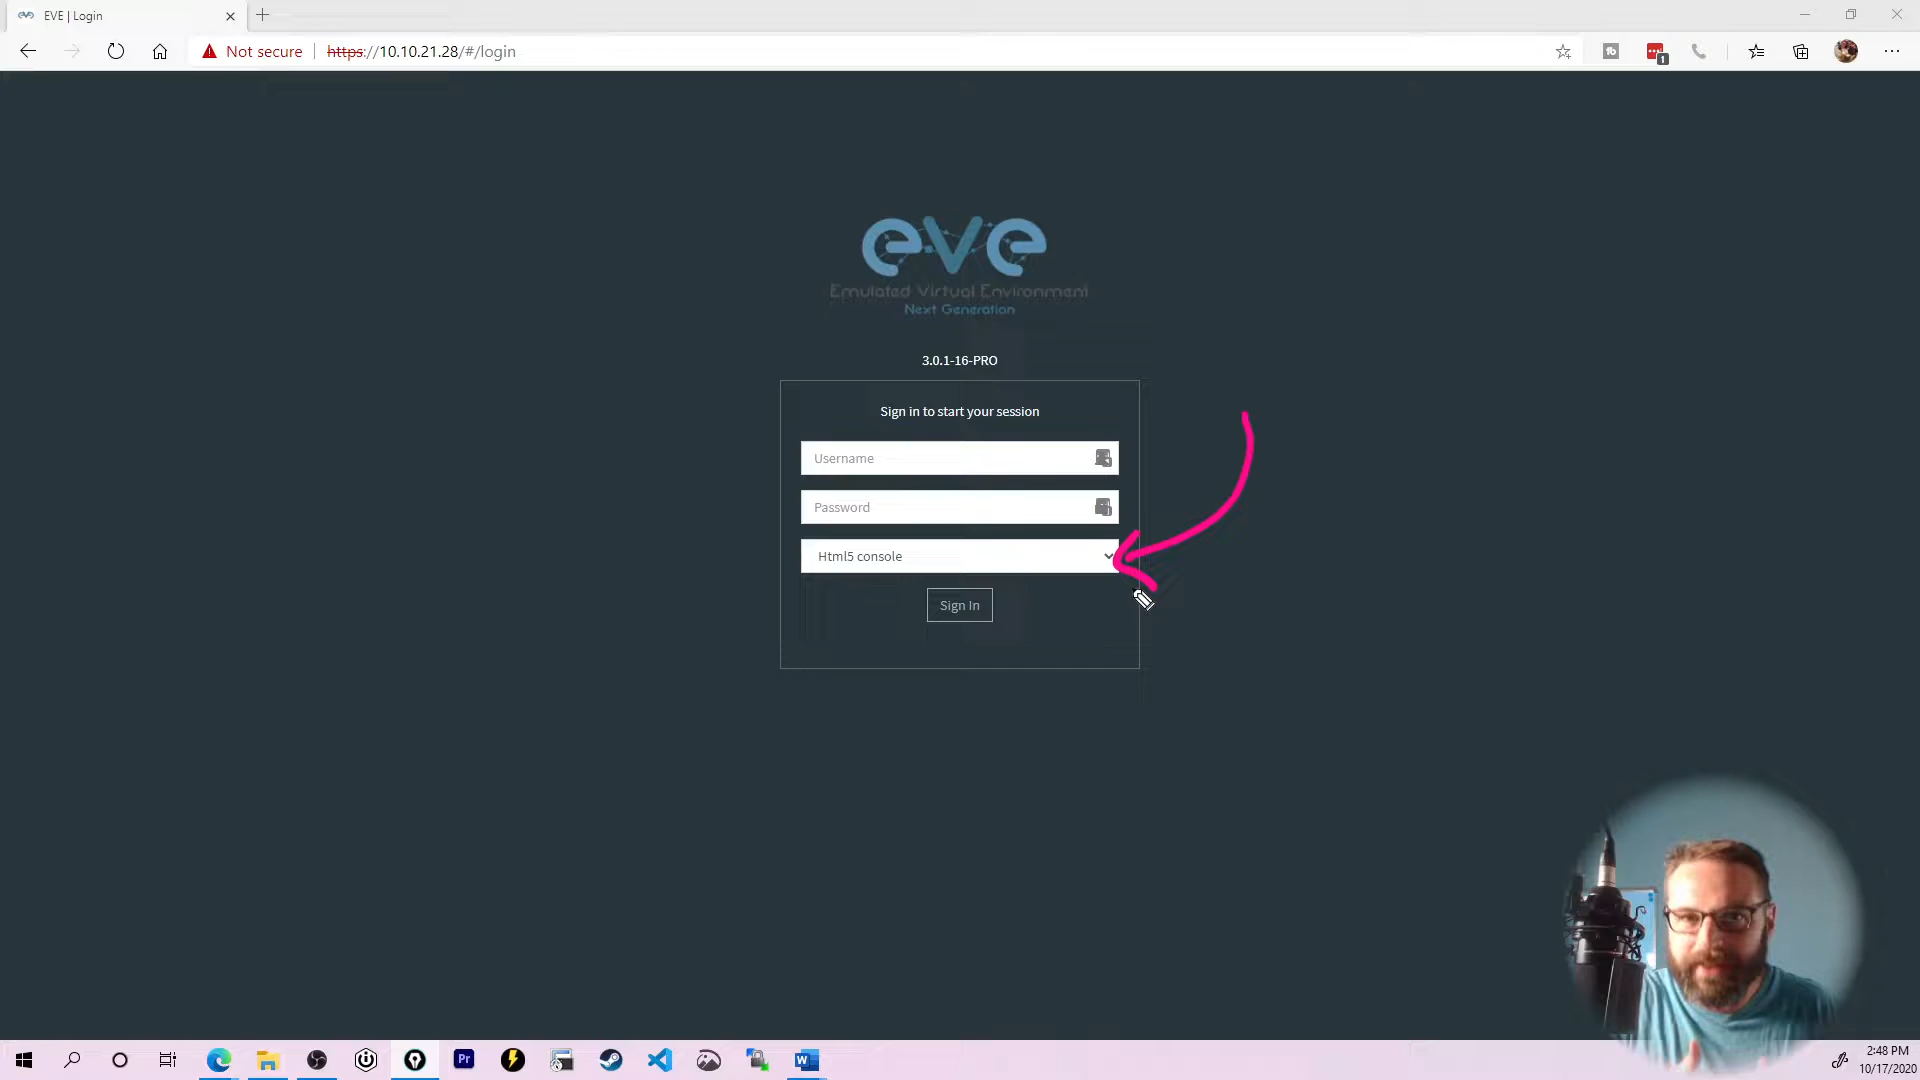 EVE | Login
Not secure
https://10.10.21.28/#/login
1
eve
Emulated Virtual Environment
Next Generation
3.0.1-16-PRO
Sign in to start your session
Username
Password
Html5 console
Sign In
Pr
W
2:48 PM
10/17/2020